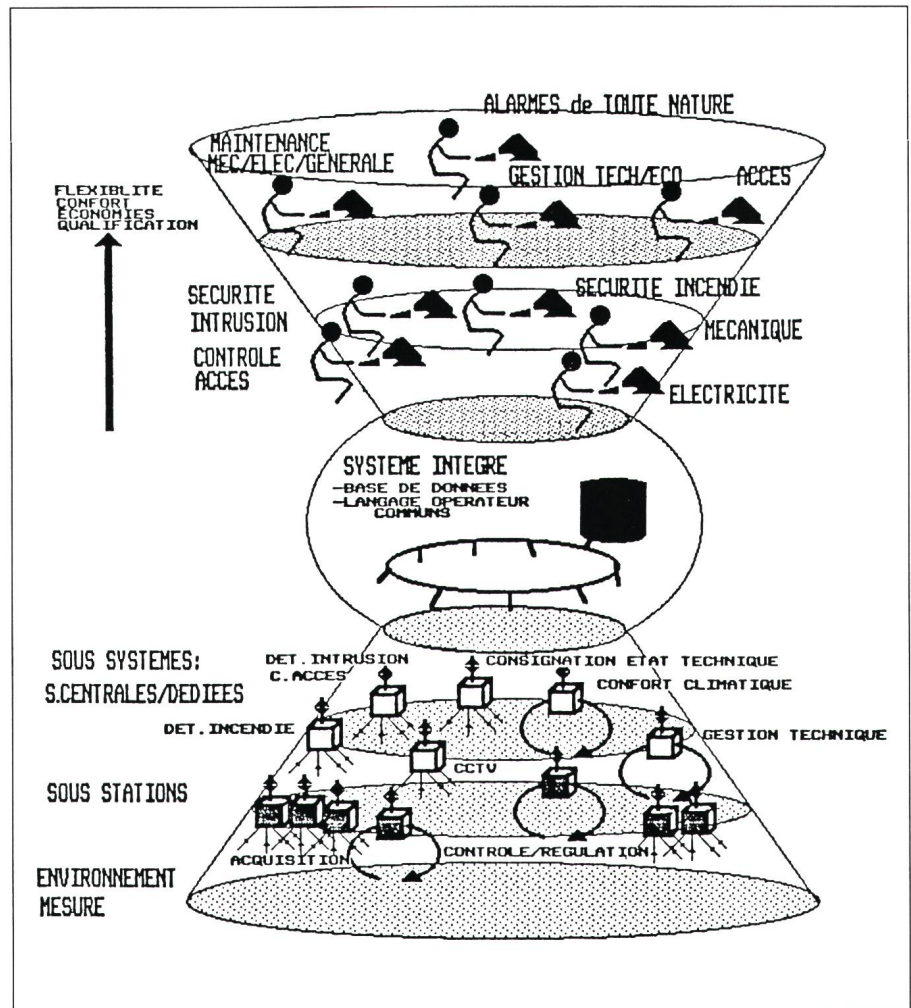 ALARMES de TOUTE NATURE
MAINTENANCE
MEC/ELEC/GENERALE
GESTION TECH/ECO
ACCES
FLEXIBLITE
CONFORT
ECONOMIES
QUALIFICATION
SECURITE
INTRUSION
SECURITE INCENDIE
MECANIQUE
CONTROLE
ACCES
ELECTRICITE
SYSTEME INTEGRE
-BASE DE DONNEES
-LANGAGE OPERATEUR
COMMUNS
SOUS SYSTEMES:
S.CENTRALES/DEDIEES
DET.INTRUSION
C.ACCES
CONSIGNATION ETAT TECHNIQUE
CONFORT CLIMATIQUE
DET.INCENDIE
GESTION TECHNIQUE
CCTV
SOUS STATIONS
ACQUISITION
CONTROLE/REGULATION
ENVIRONNEMENT
MESURE